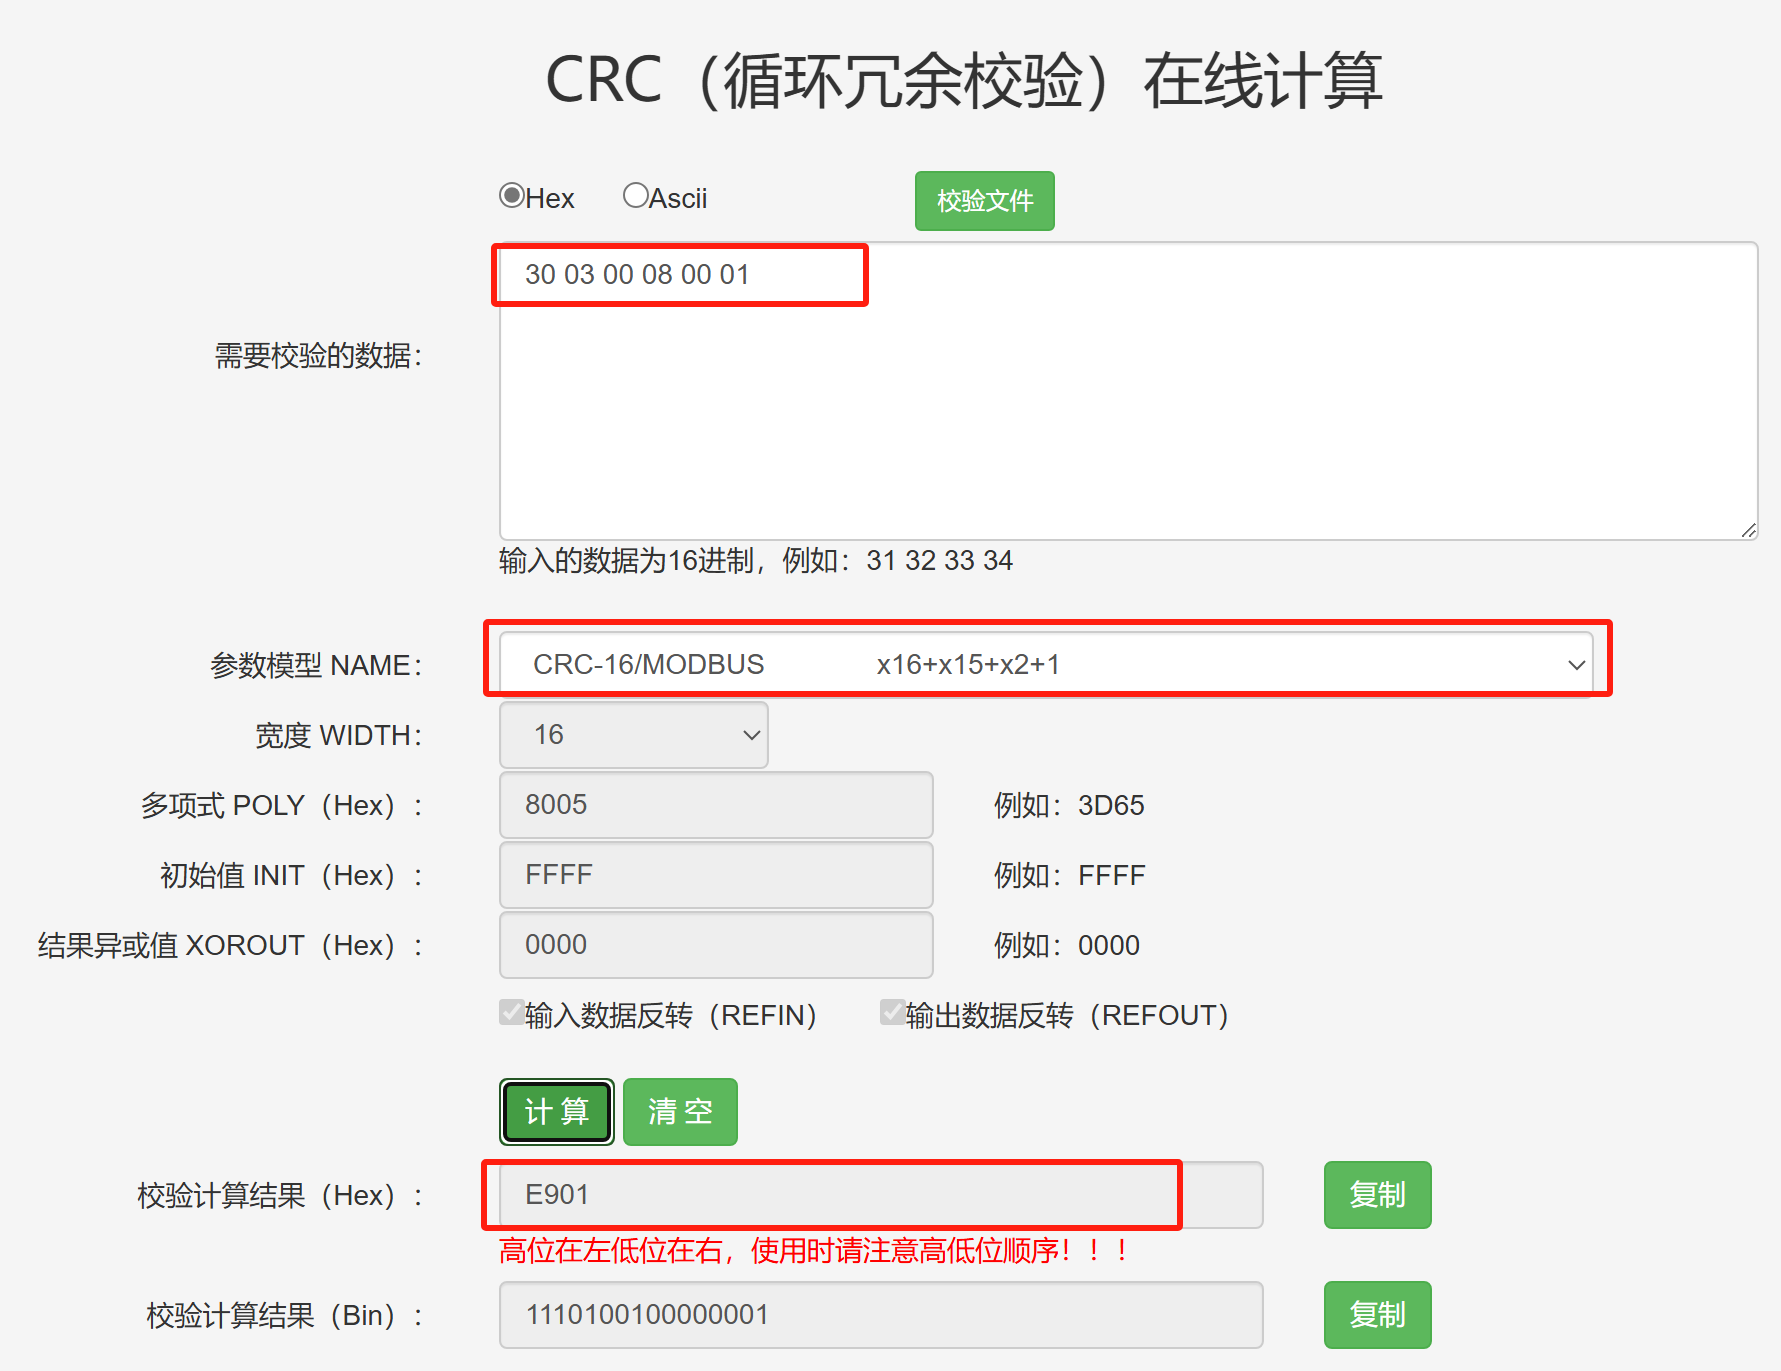 CRC（循环冗余校验）在线计算
Hex Ascii 校验文件
30 03 00 08 00 01
需要校验的数据：
输入的数据为16进制，例如：31 32 33 34
参数模型 NAME： CRC-16/MODBUS x16+x15+x2+1
宽度 WIDTH： 16
多项式 POLY（Hex）： 8005 例如：3D65
初始值 INIT（Hex）： FFFF 例如：FFFF
结果异或值 XOROUT（Hex）： 0000 例如：0000
输入数据反转（REFIN） 输出数据反转（REFOUT）
计 算 清 空
校验计算结果（Hex）： E901 复制
高位在左低位在右，使用时请注意高低位顺序！！！
校验计算结果（Bin）： 1110100100000001 复制